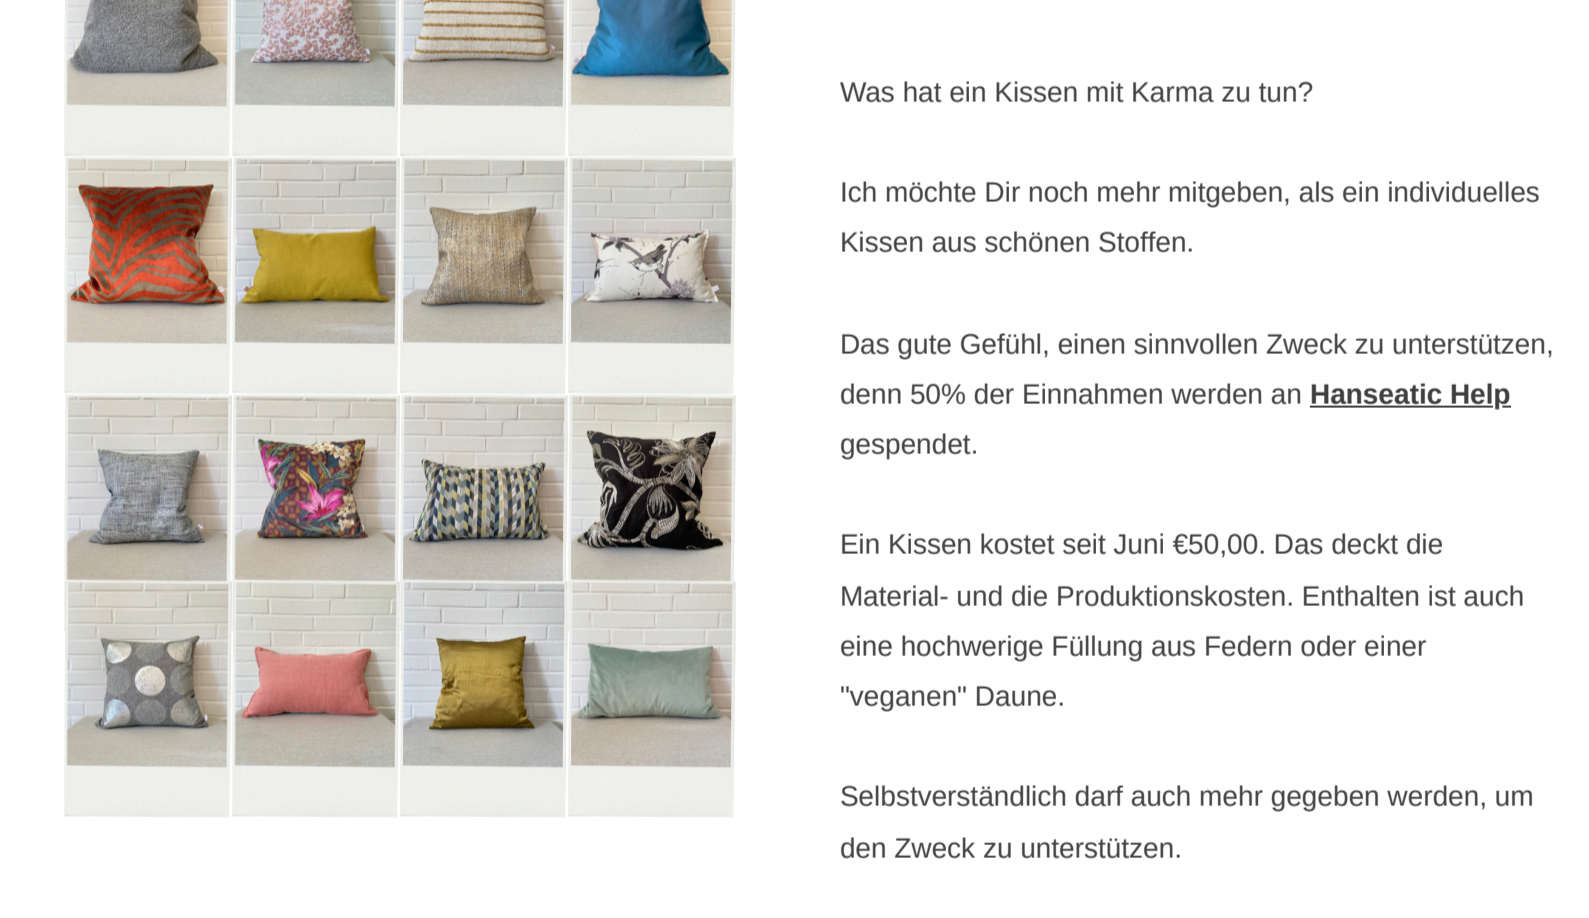 Was hat ein Kissen mit Karma zu tun?
Ich möchte Dir noch mehr mitgeben, als ein individuelles
Kissen aus schönen Stoffen.
Das gute Gefühl, einen sinnvollen Zweck zu unterstützen,
denn 50% der Einnahmen werden an Hanseatic Help
gespendet.
Ein Kissen kostet seit Juni €50,00. Das deckt die
Material- und die Produktionskosten. Enthalten ist auch
eine hochwerige Füllung aus Federn oder einer
"veganen" Daune.
Selbstverständlich darf auch mehr gegeben werden, um
den Zweck zu unterstützen.